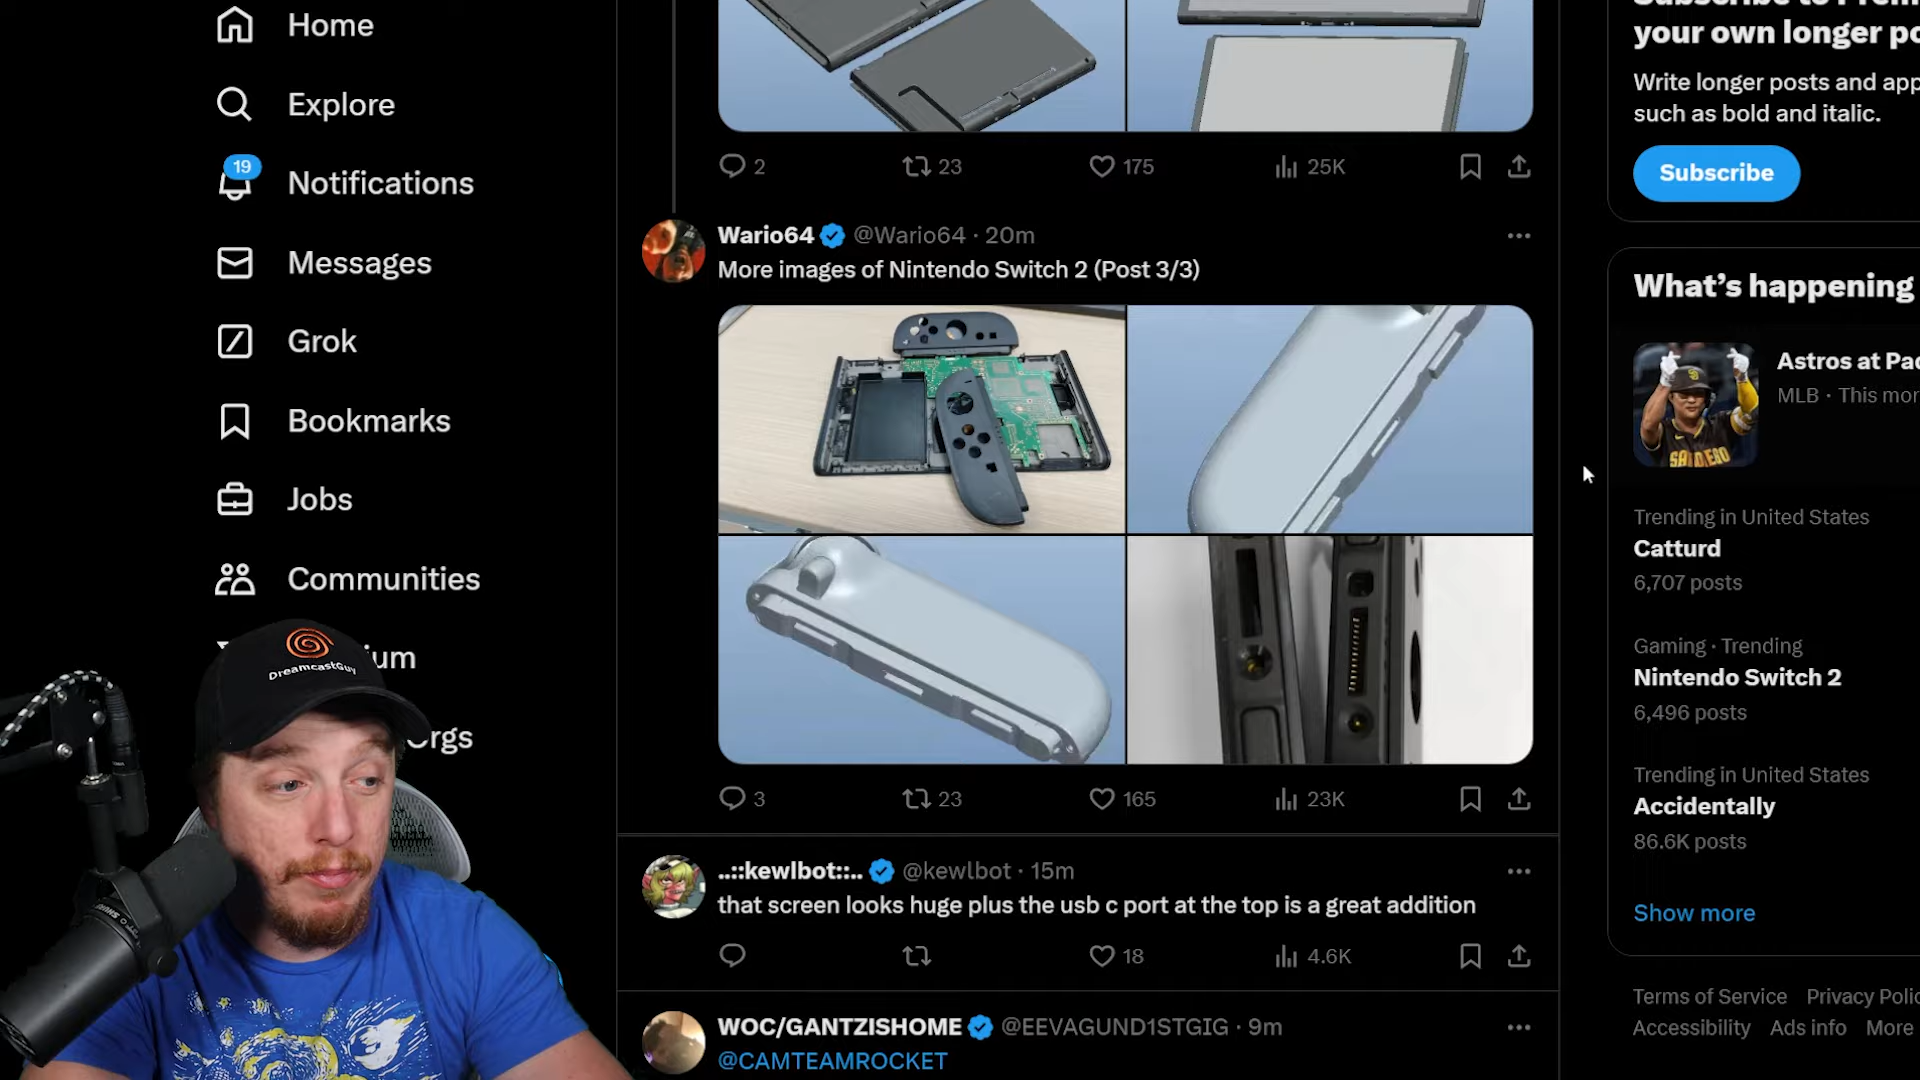 Home
Explore
19
Notifications
Messages
Grok
Bookmarks
Jobs
Communities
2
23
175
25K
Wario64 @Wario64 · 20m
More images of Nintendo Switch 2 (Post 3/3)
3
23
165
23K
..::kewlbot::.. @kewlbot · 15m
that screen looks huge plus the usb c port at the top is a great addition
18
4.6K
WOC/GANTZISHOME @EEVAGUND1STGIG · 9m
@CAMTEAMROCKET
your own longer po
Write longer posts and app
such as bold and italic.
Subscribe
What's happening
Astros at Pad
MLB · This mor
Trending in United States
Catturd
6,707 posts
Gaming · Trending
Nintendo Switch 2
6,496 posts
Trending in United States
Accidentally
86.6K posts
Show more
Terms of Service Privacy Polic
Accessibility Ads info More
DreamcastGuy